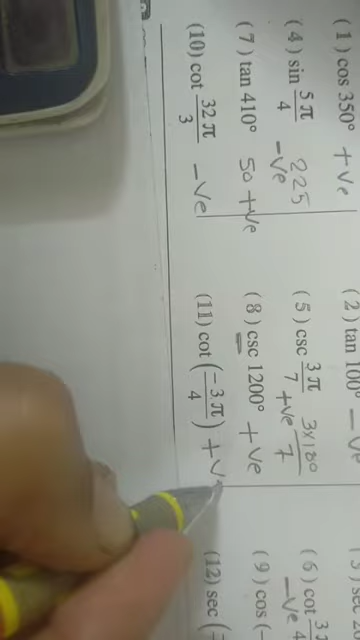 (1) cos 350° +ve
(2) tan 100° -ve
(4) sin 5π/4 225 -ve
(5) csc 3π/7 3×180/7 +ve
(6) cot 3 -ve
(7) tan 410° 50 +ve
(8) csc 1200° +ve
(9) cos (
(10) cot 32π/3 -ve
(11) cot (-3π/4) +v
(12) sec (